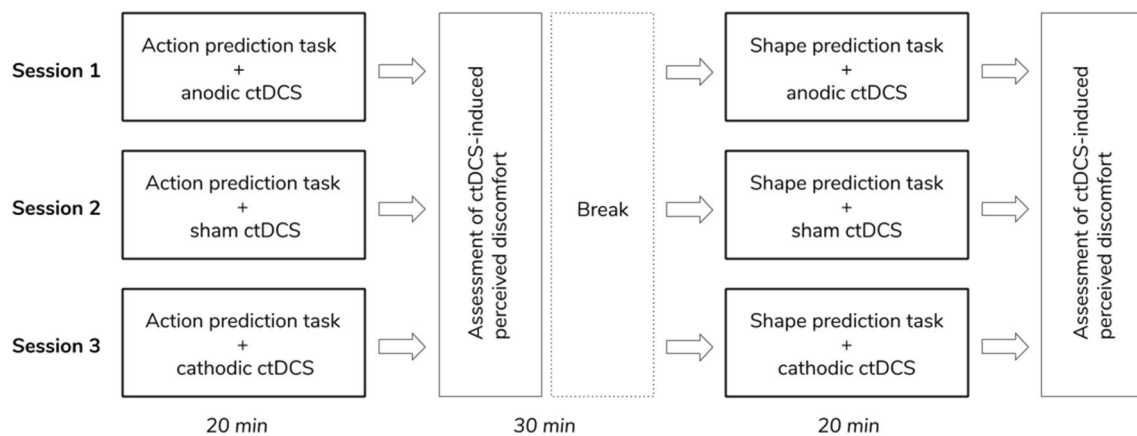 Session 1
Action prediction task
+
anodic ctDCS
Session 2
Action prediction task
+
sham ctDCS
Session 3
Action prediction task
+
cathodic ctDCS
Assessment of ctDCS-induced
perceived discomfort
Break
Shape prediction task
+
anodic ctDCS
Shape prediction task
+
sham ctDCS
Shape prediction task
+
cathodic ctDCS
Assessment of ctDCS-induced
perceived discomfort
20 min
30 min
20 min